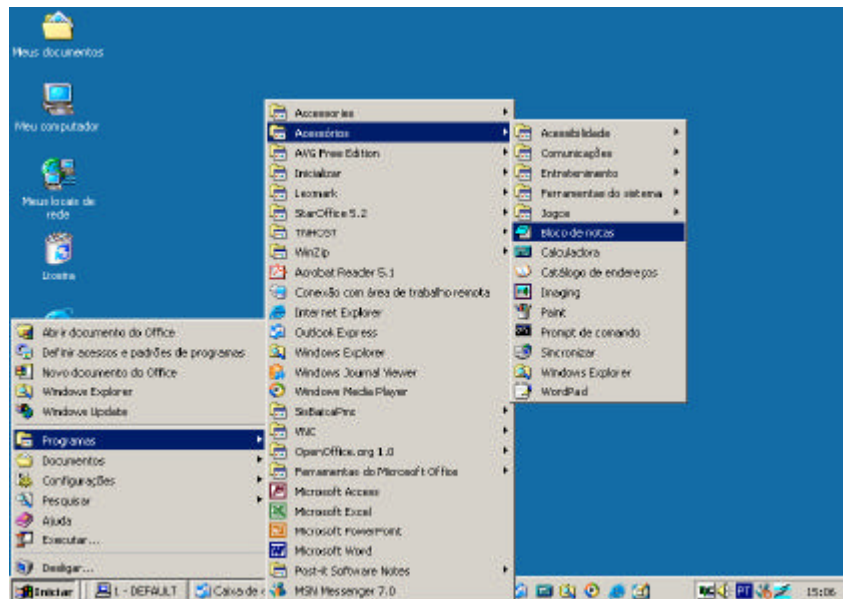 Meus documentos
Meu computador
Meus locais de
rede
Lixeira
Abrir documento do Office
Definir acessos e padrões de programas
Novo documento do Office
Windows Explorer
Windows Update
Programas
Documentos
Configurações
Pesquisar
Ajuda
Executar...
Desligar...
Accessories
Acessórios
AVG Free Edition
Inicializar
Lexmark
StarOffice 5.2
WinZip
Acrobat Reader 5.1
Conexão com área de trabalho remota
Internet Explorer
Outlook Express
Windows Explorer
Windows Journal Viewer
Windows Media Player
VNC
OpenOffice.org 1.0
Ferramentas do Microsoft Office
Microsoft Access
Microsoft Excel
Microsoft PowerPoint
Microsoft Word
Post-it Software Notes
MSN Messenger 7.0
Acessibilidade
Comunicações
Entretenimento
Ferramentas do sistema
Jogos
Bloco de notas
Calculadora
Catálogo de endereços
Imaging
Paint
Prompt de comando
Sincronizar
Windows Explorer
WordPad
Iniciar
- DEFAULT
Caixa de
PT
15:06